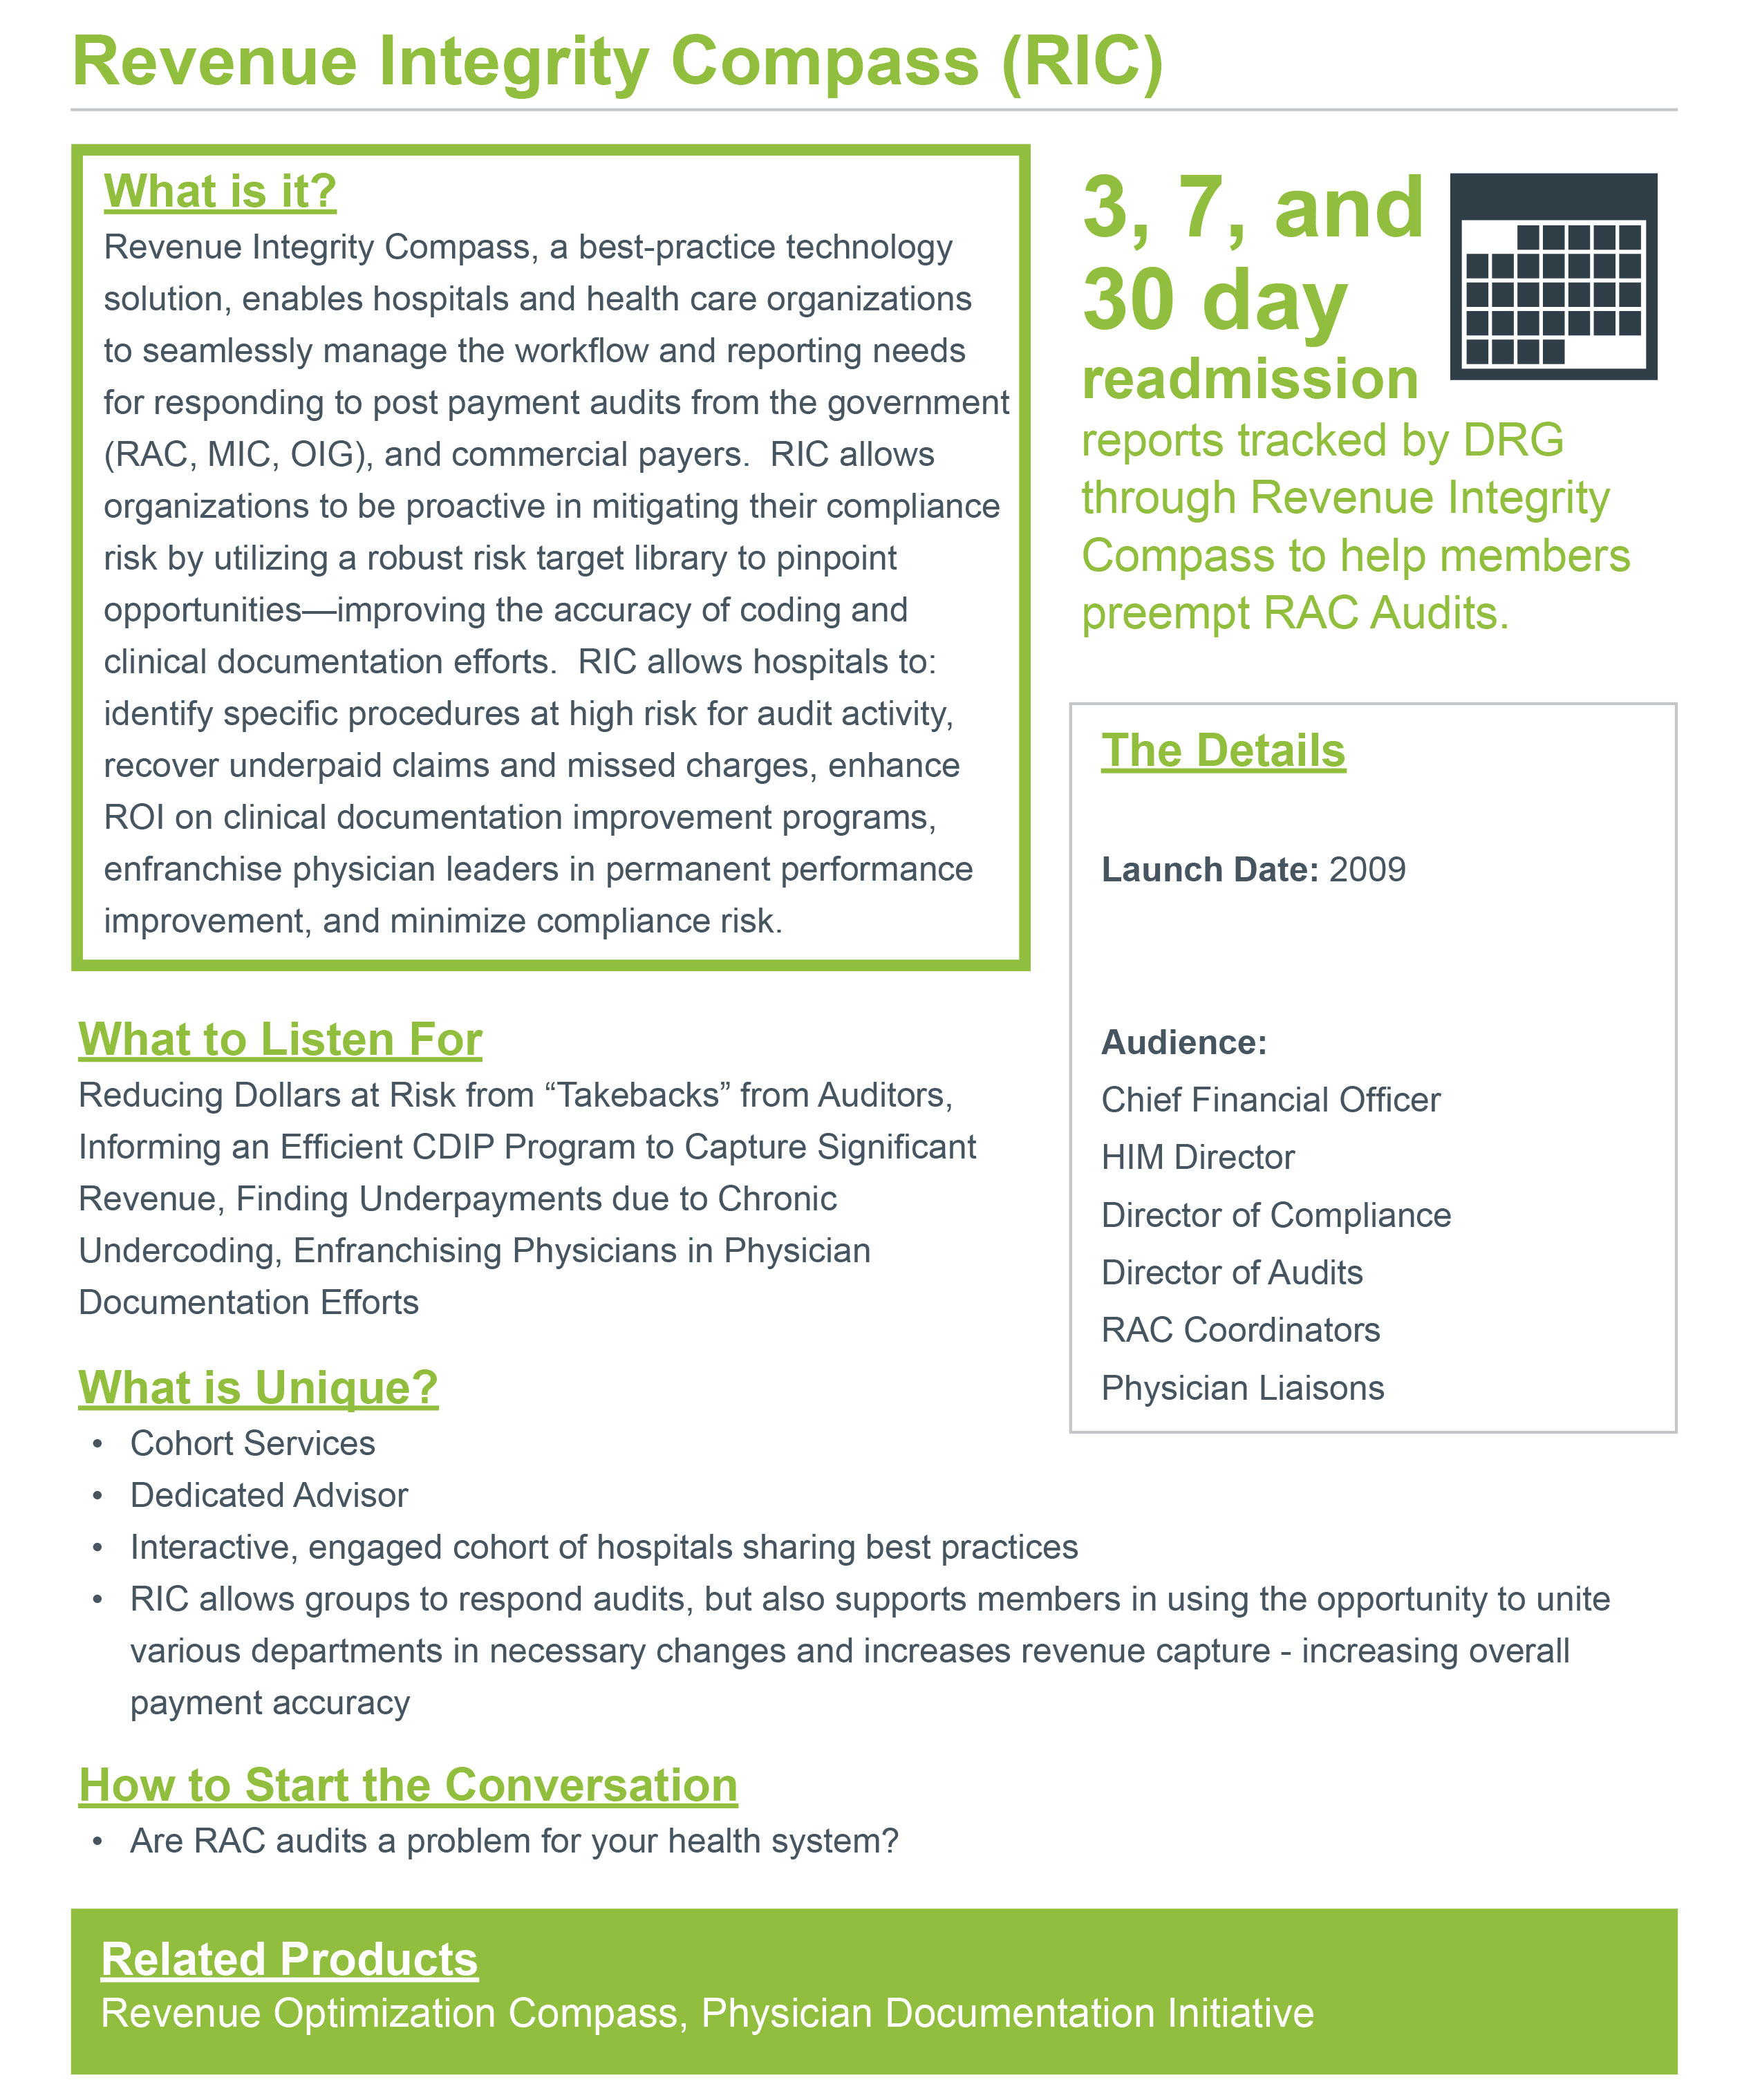 Revenue Integrity Compass (RIC)
What is it?
Revenue Integrity Compass, a best-practice technology
solution, enables hospitals and health care organizations
to seamlessly manage the workflow and reporting needs
for responding to post payment audits from the government
(RAC, MIC, OIG), and commercial payers.  RIC allows
organizations to be proactive in mitigating their compliance
risk by utilizing a robust risk target library to pinpoint
opportunities—improving the accuracy of coding and
clinical documentation efforts.  RIC allows hospitals to:
identify specific procedures at high risk for audit activity,
recover underpaid claims and missed charges, enhance
ROI on clinical documentation improvement programs,
enfranchise physician leaders in permanent performance
improvement, and minimize compliance risk.
3, 7, and
30 day
readmission
reports tracked by DRG
through Revenue Integrity
Compass to help members
preempt RAC Audits.
The Details
Launch Date: 2009
Audience:
Chief Financial Officer
HIM Director
Director of Compliance
Director of Audits
RAC Coordinators
Physician Liaisons
What to Listen For
Reducing Dollars at Risk from “Takebacks” from Auditors,
Informing an Efficient CDIP Program to Capture Significant
Revenue, Finding Underpayments due to Chronic
Undercoding, Enfranchising Physicians in Physician
Documentation Efforts
What is Unique?
• Cohort Services
• Dedicated Advisor
• Interactive, engaged cohort of hospitals sharing best practices
• RIC allows groups to respond audits, but also supports members in using the opportunity to unite
various departments in necessary changes and increases revenue capture - increasing overall
payment accuracy
How to Start the Conversation
• Are RAC audits a problem for your health system?
Related Products
Revenue Optimization Compass, Physician Documentation Initiative